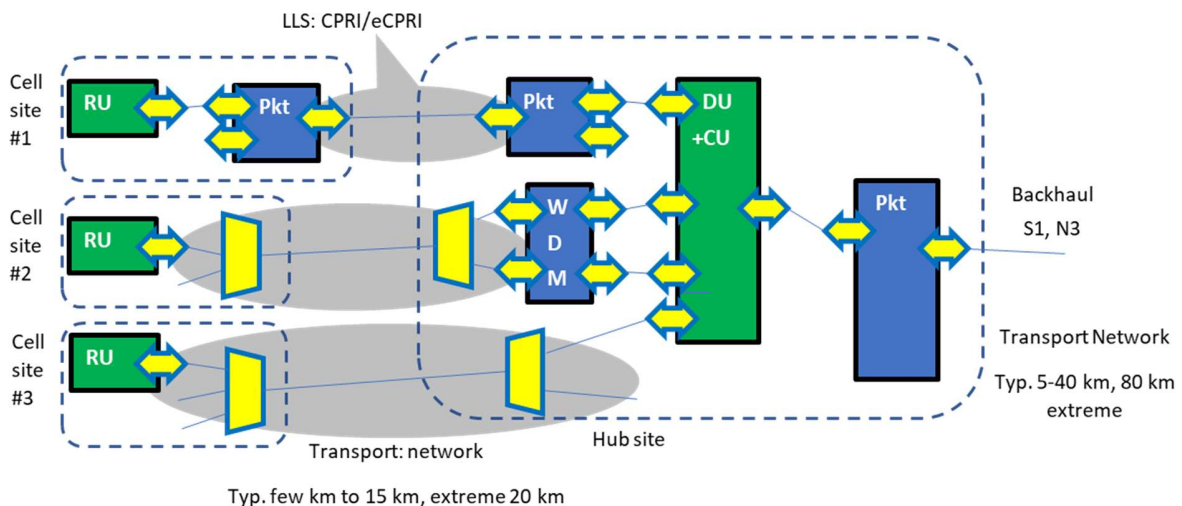 LLS: CPRI/eCPRI
Cell
site
#1
RU
Pkt
Pkt
DU
+CU
Cell
site
#2
RU
W
D
M
Pkt
Backhaul
S1, N3
Cell
site
#3
RU
Transport Network
Typ. 5-40 km, 80 km
extreme
Hub site
Transport: network
Typ. few km to 15 km, extreme 20 km